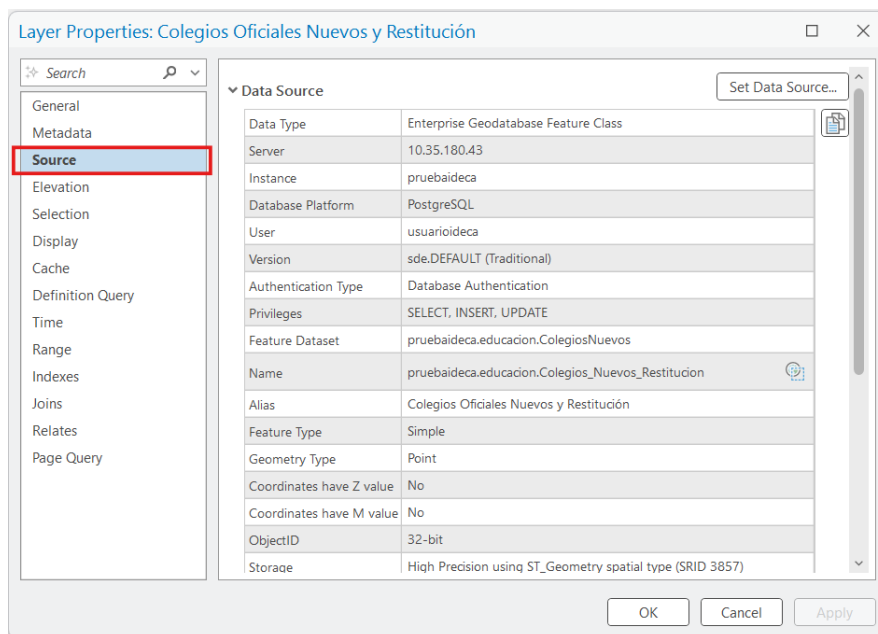 Layer Properties: Colegios Oficiales Nuevos y Restitución
Search
General
Metadata
Source
Elevation
Selection
Display
Cache
Definition Query
Time
Range
Indexes
Joins
Relates
Page Query
Data Source
Set Data Source...
Data Type Enterprise Geodatabase Feature Class
Server 10.35.180.43
Instance pruebaideca
Database Platform PostgreSQL
User usuarioideca
Version sde.DEFAULT (Traditional)
Authentication Type Database Authentication
Privileges SELECT, INSERT, UPDATE
Feature Dataset pruebaideca.educacion.ColegiosNuevos
Name pruebaideca.educacion.Colegios_Nuevos_Restitucion
Alias Colegios Oficiales Nuevos y Restitución
Feature Type Simple
Geometry Type Point
Coordinates have Z value No
Coordinates have M value No
ObjectID 32-bit
Storage High Precision using ST_Geometry spatial type (SRID 3857)
OK Cancel Apply